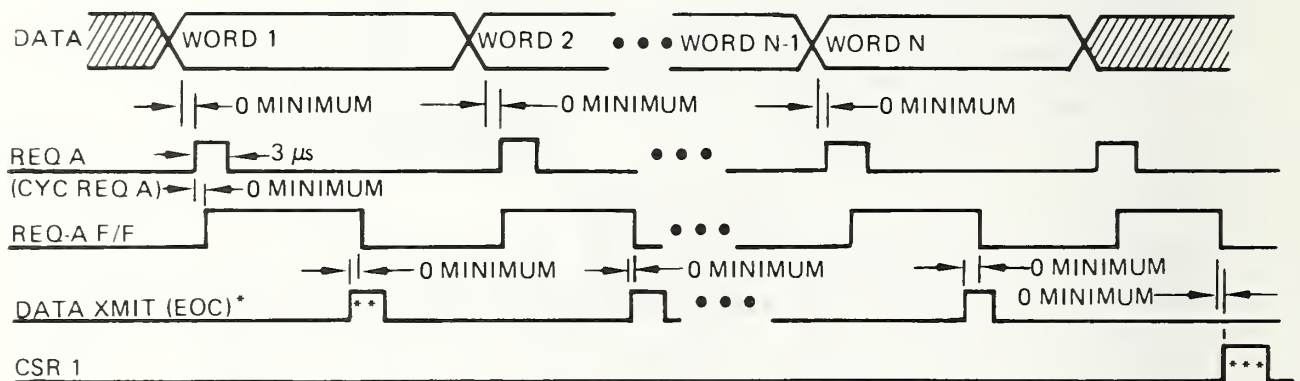 DATA WORD 1 WORD 2 ••• WORD N-1 WORD N
0 MINIMUM 0 MINIMUM 0 MINIMUM
REQ A 3 μs •••
(CYC REQ A) 0 MINIMUM
REQ-A F/F •••
0 MINIMUM 0 MINIMUM 0 MINIMUM
0 MINIMUM
DATA XMIT (EOC)* ** •••
CSR 1 ***